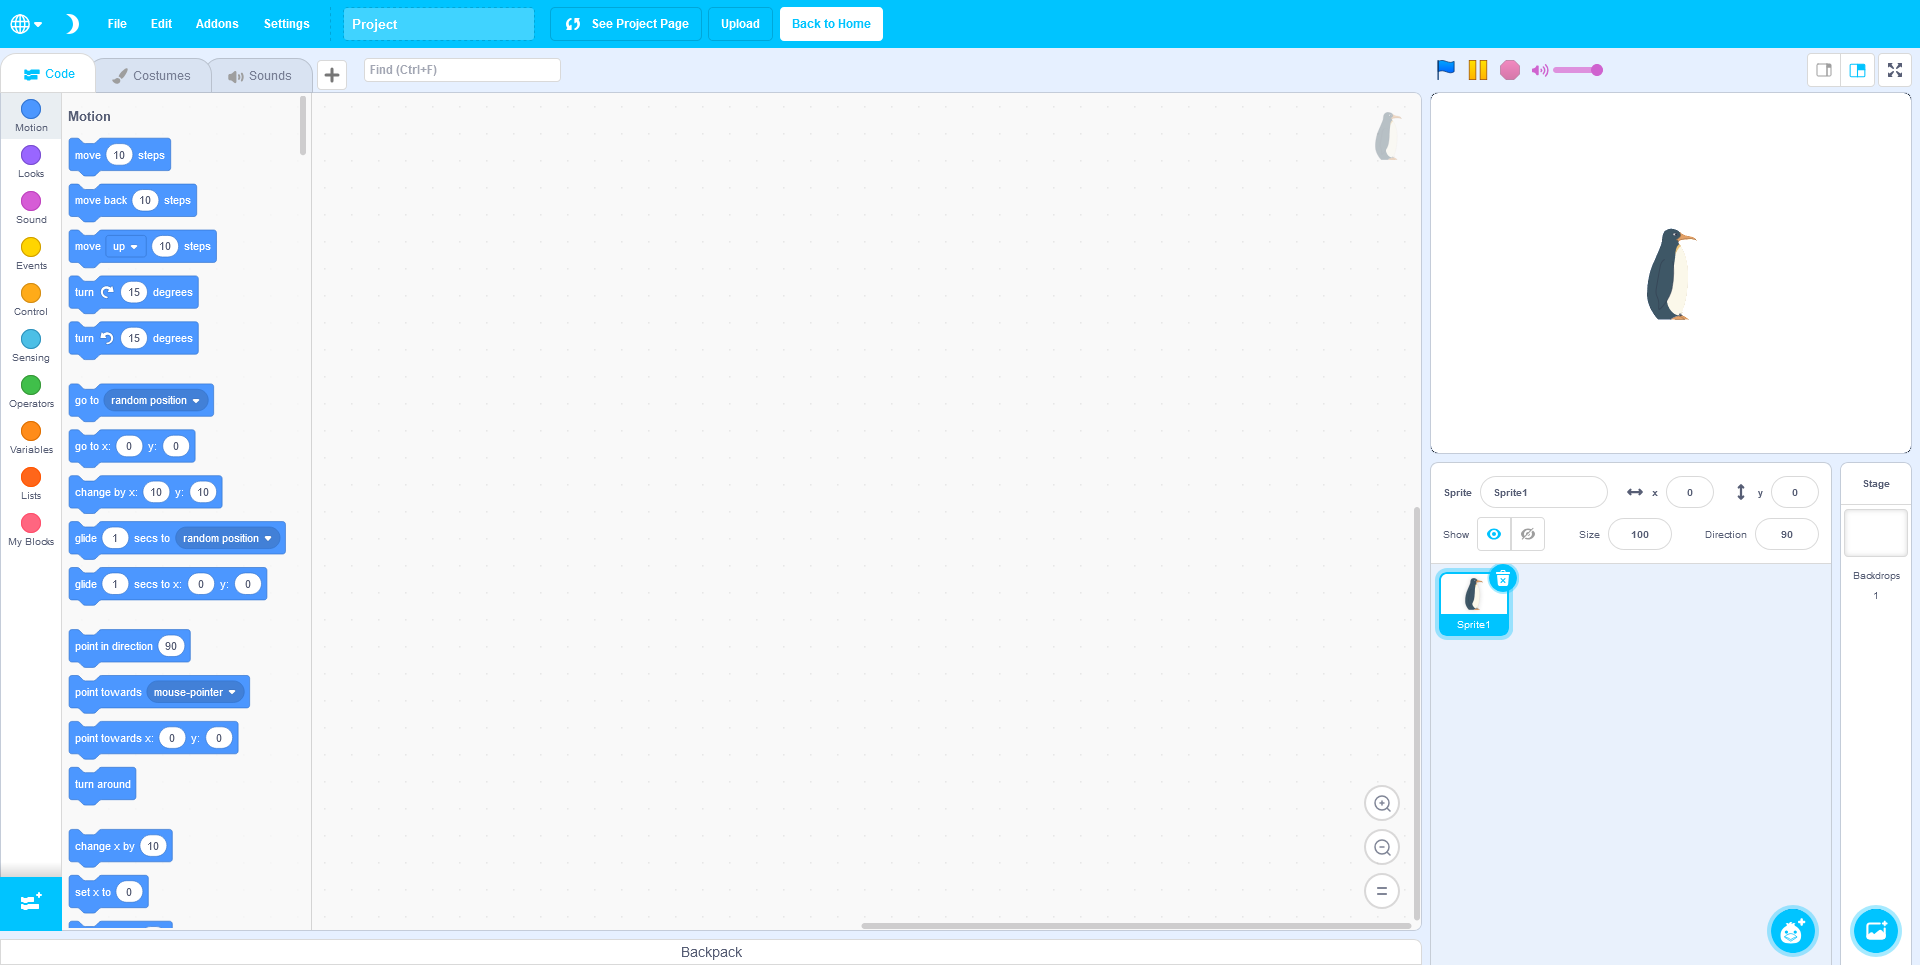 File Edit Addons Settings Project See Project Page Upload Back to Home
Code Costumes Sounds Find (Ctrl+F)
Motion
Looks
Sound
Events
Control
Sensing
Operators
Variables
Lists
My Blocks
Motion
move 10 steps
move back 10 steps
move up 10 steps
turn 15 degrees
turn 15 degrees
go to random position
go to x: 0 y: 0
change by x: 10 y: 10
glide 1 secs to random position
glide 1 secs to x: 0 y: 0
point in direction 90
point towards mouse-pointer
point towards x: 0 y: 0
turn around
change x by 10
set x to 0
Backpack
Sprite Sprite1 x 0 y 0
Show Size 100 Direction 90
Sprite1
Stage
Backdrops
1